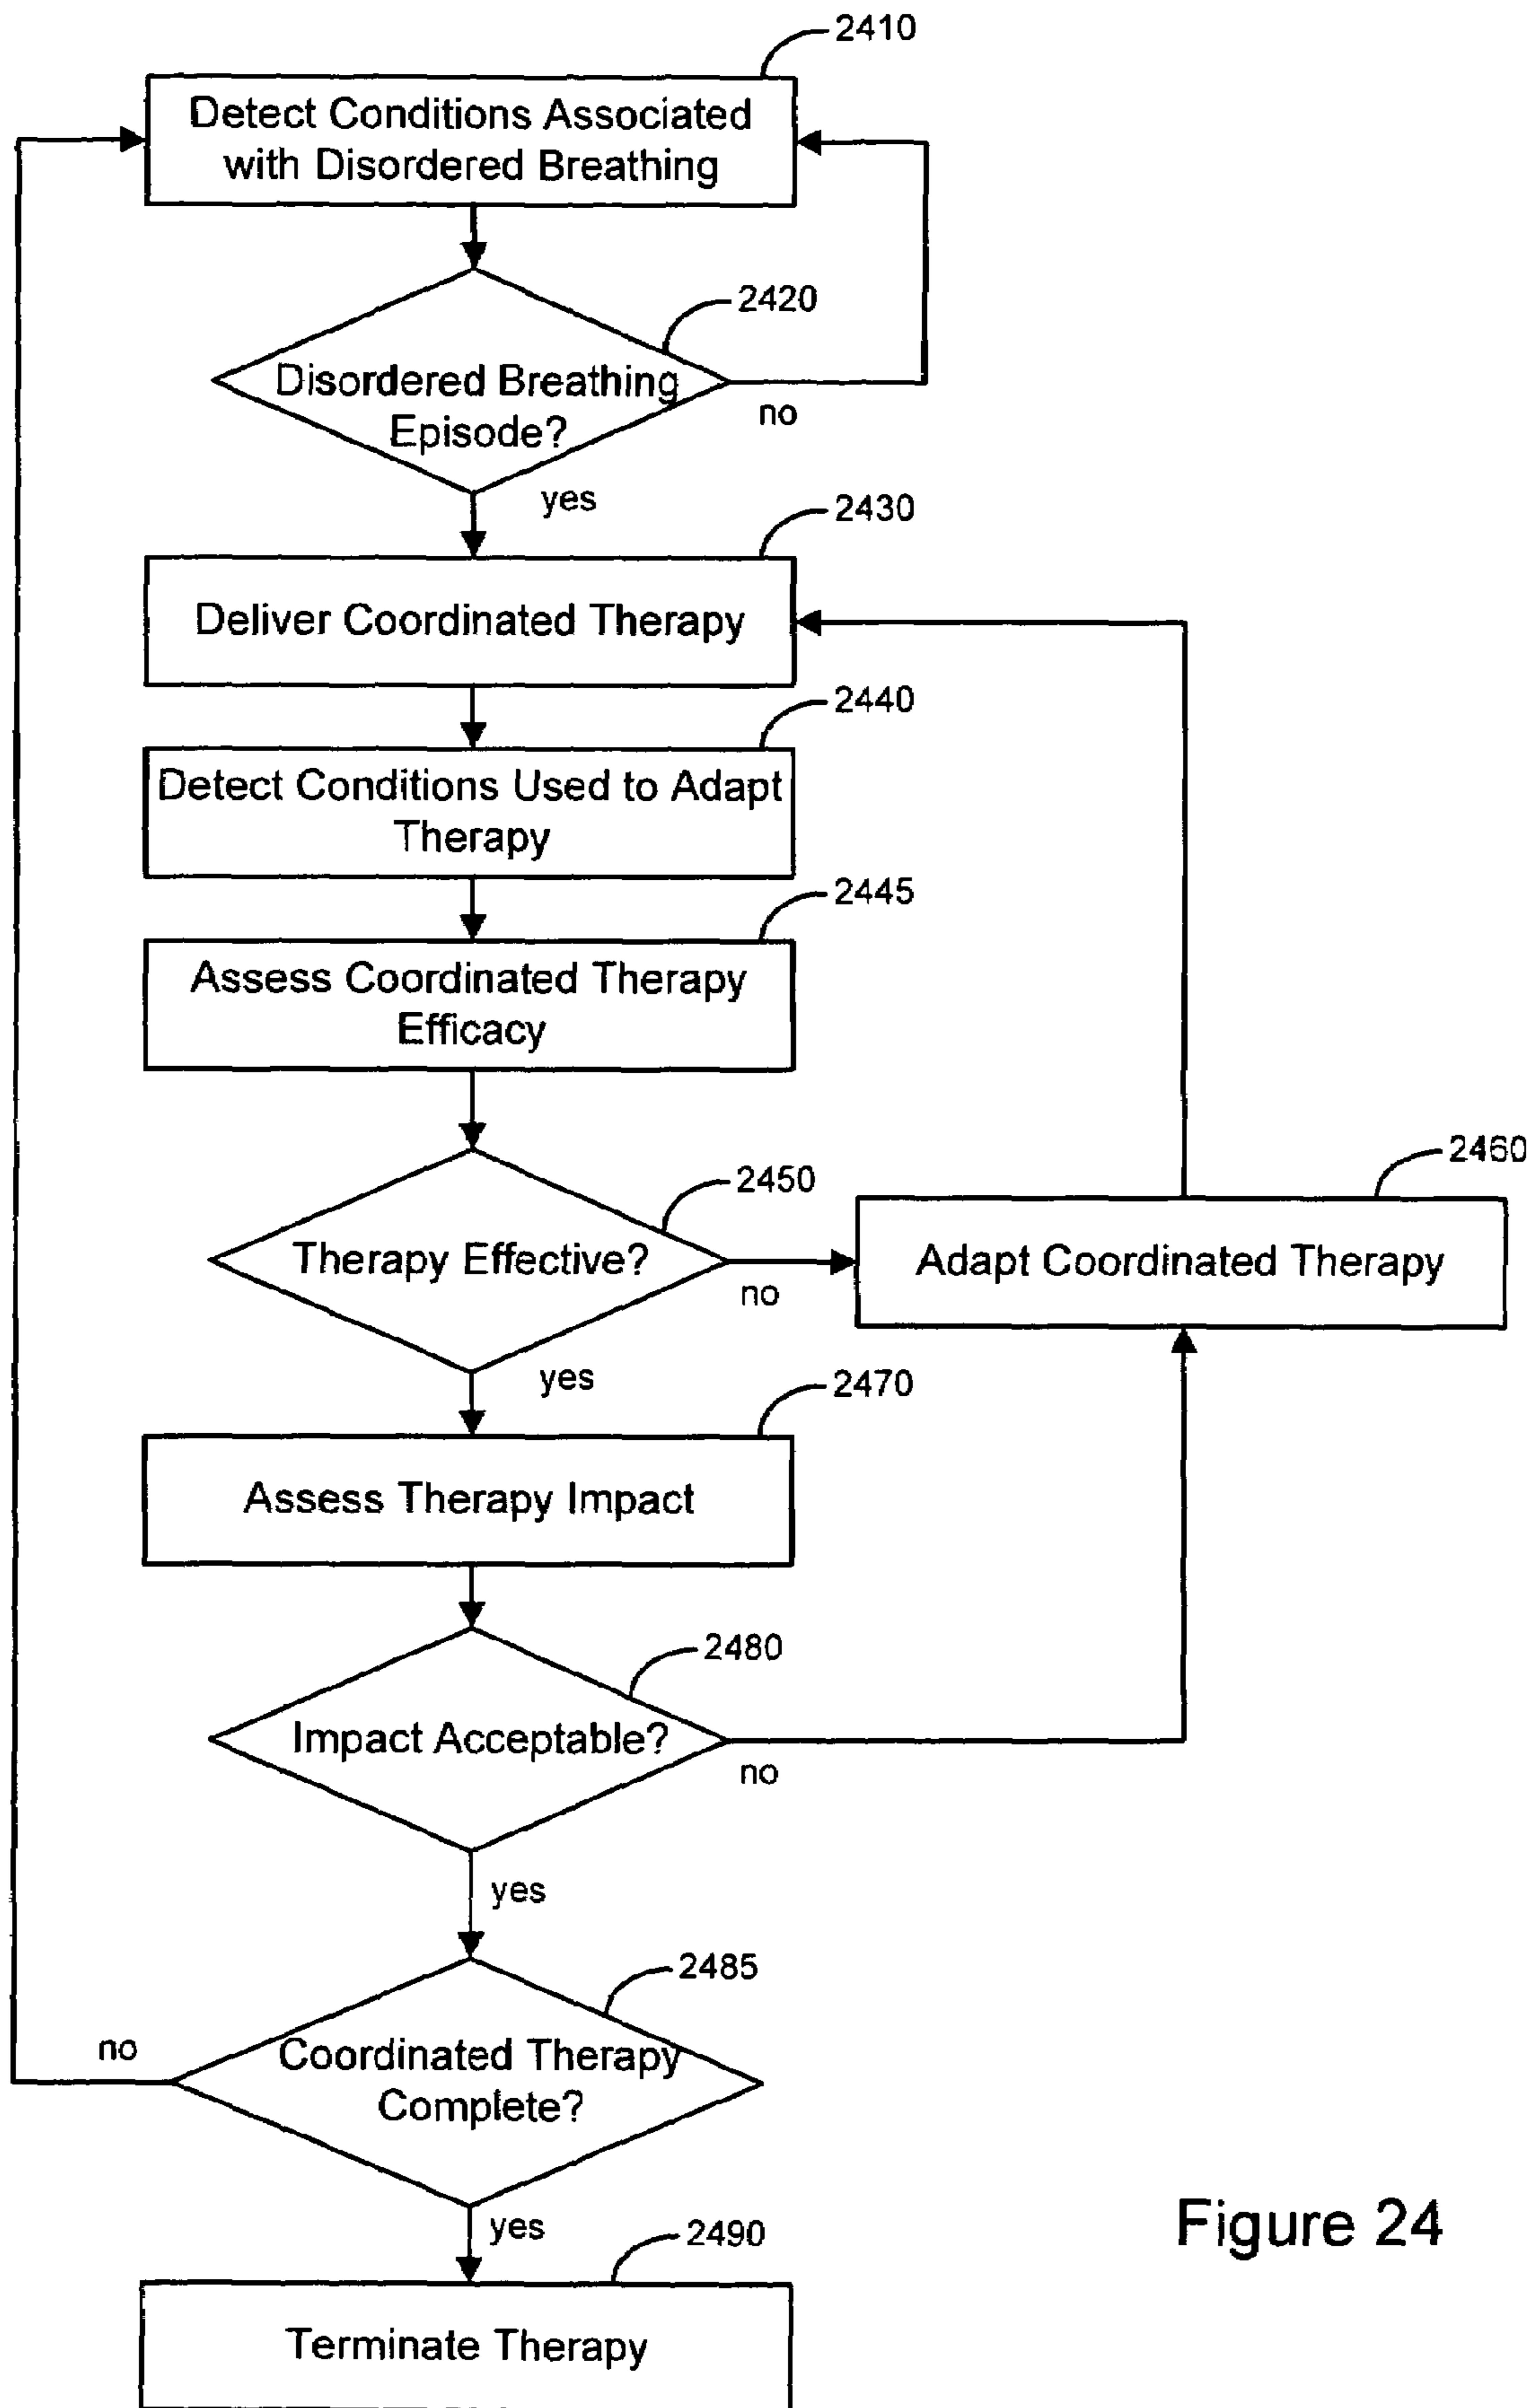 2410
Detect Conditions Associated
with Disordered Breathing
2420
Disordered Breathing
Episode?
no
yes
2430
Deliver Coordinated Therapy
2440
Detect Conditions Used to Adapt
Therapy
2445
Assess Coordinated Therapy
Efficacy
2450
Therapy Effective?
no
2460
Adapt Coordinated Therapy
yes
2470
Assess Therapy Impact
2480
Impact Acceptable?
no
yes
2485
Coordinated Therapy
Complete?
no
yes
2490
Terminate Therapy
Figure 24